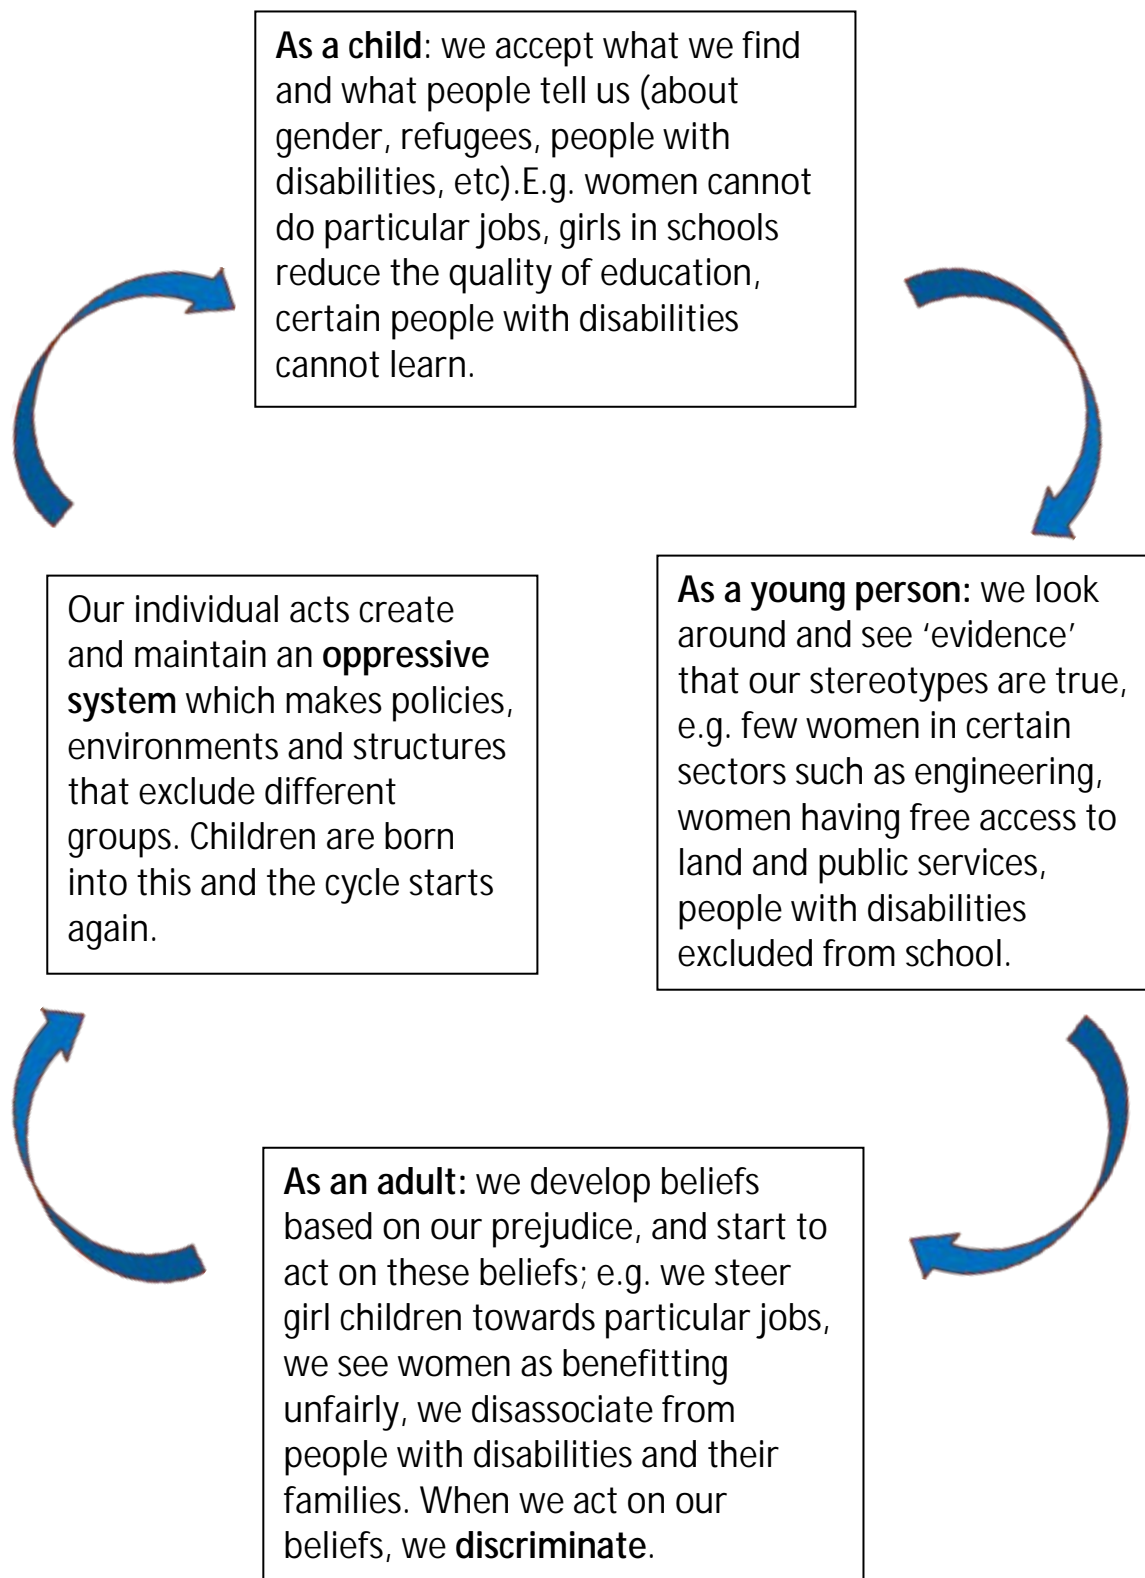 As a child: we accept what we find
and what people tell us (about
gender, refugees, people with
disabilities, etc).E.g. women cannot
do particular jobs, girls in schools
reduce the quality of education,
certain people with disabilities
cannot learn.
As a young person: we look
around and see ‘evidence’
that our stereotypes are true,
e.g. few women in certain
sectors such as engineering,
women having free access to
land and public services,
people with disabilities
excluded from school.
As an adult: we develop beliefs
based on our prejudice, and start to
act on these beliefs; e.g. we steer
girl children towards particular jobs,
we see women as benefitting
unfairly, we disassociate from
people with disabilities and their
families. When we act on our
beliefs, we discriminate.
Our individual acts create
and maintain an oppressive
system which makes policies,
environments and structures
that exclude different
groups. Children are born
into this and the cycle starts
again.